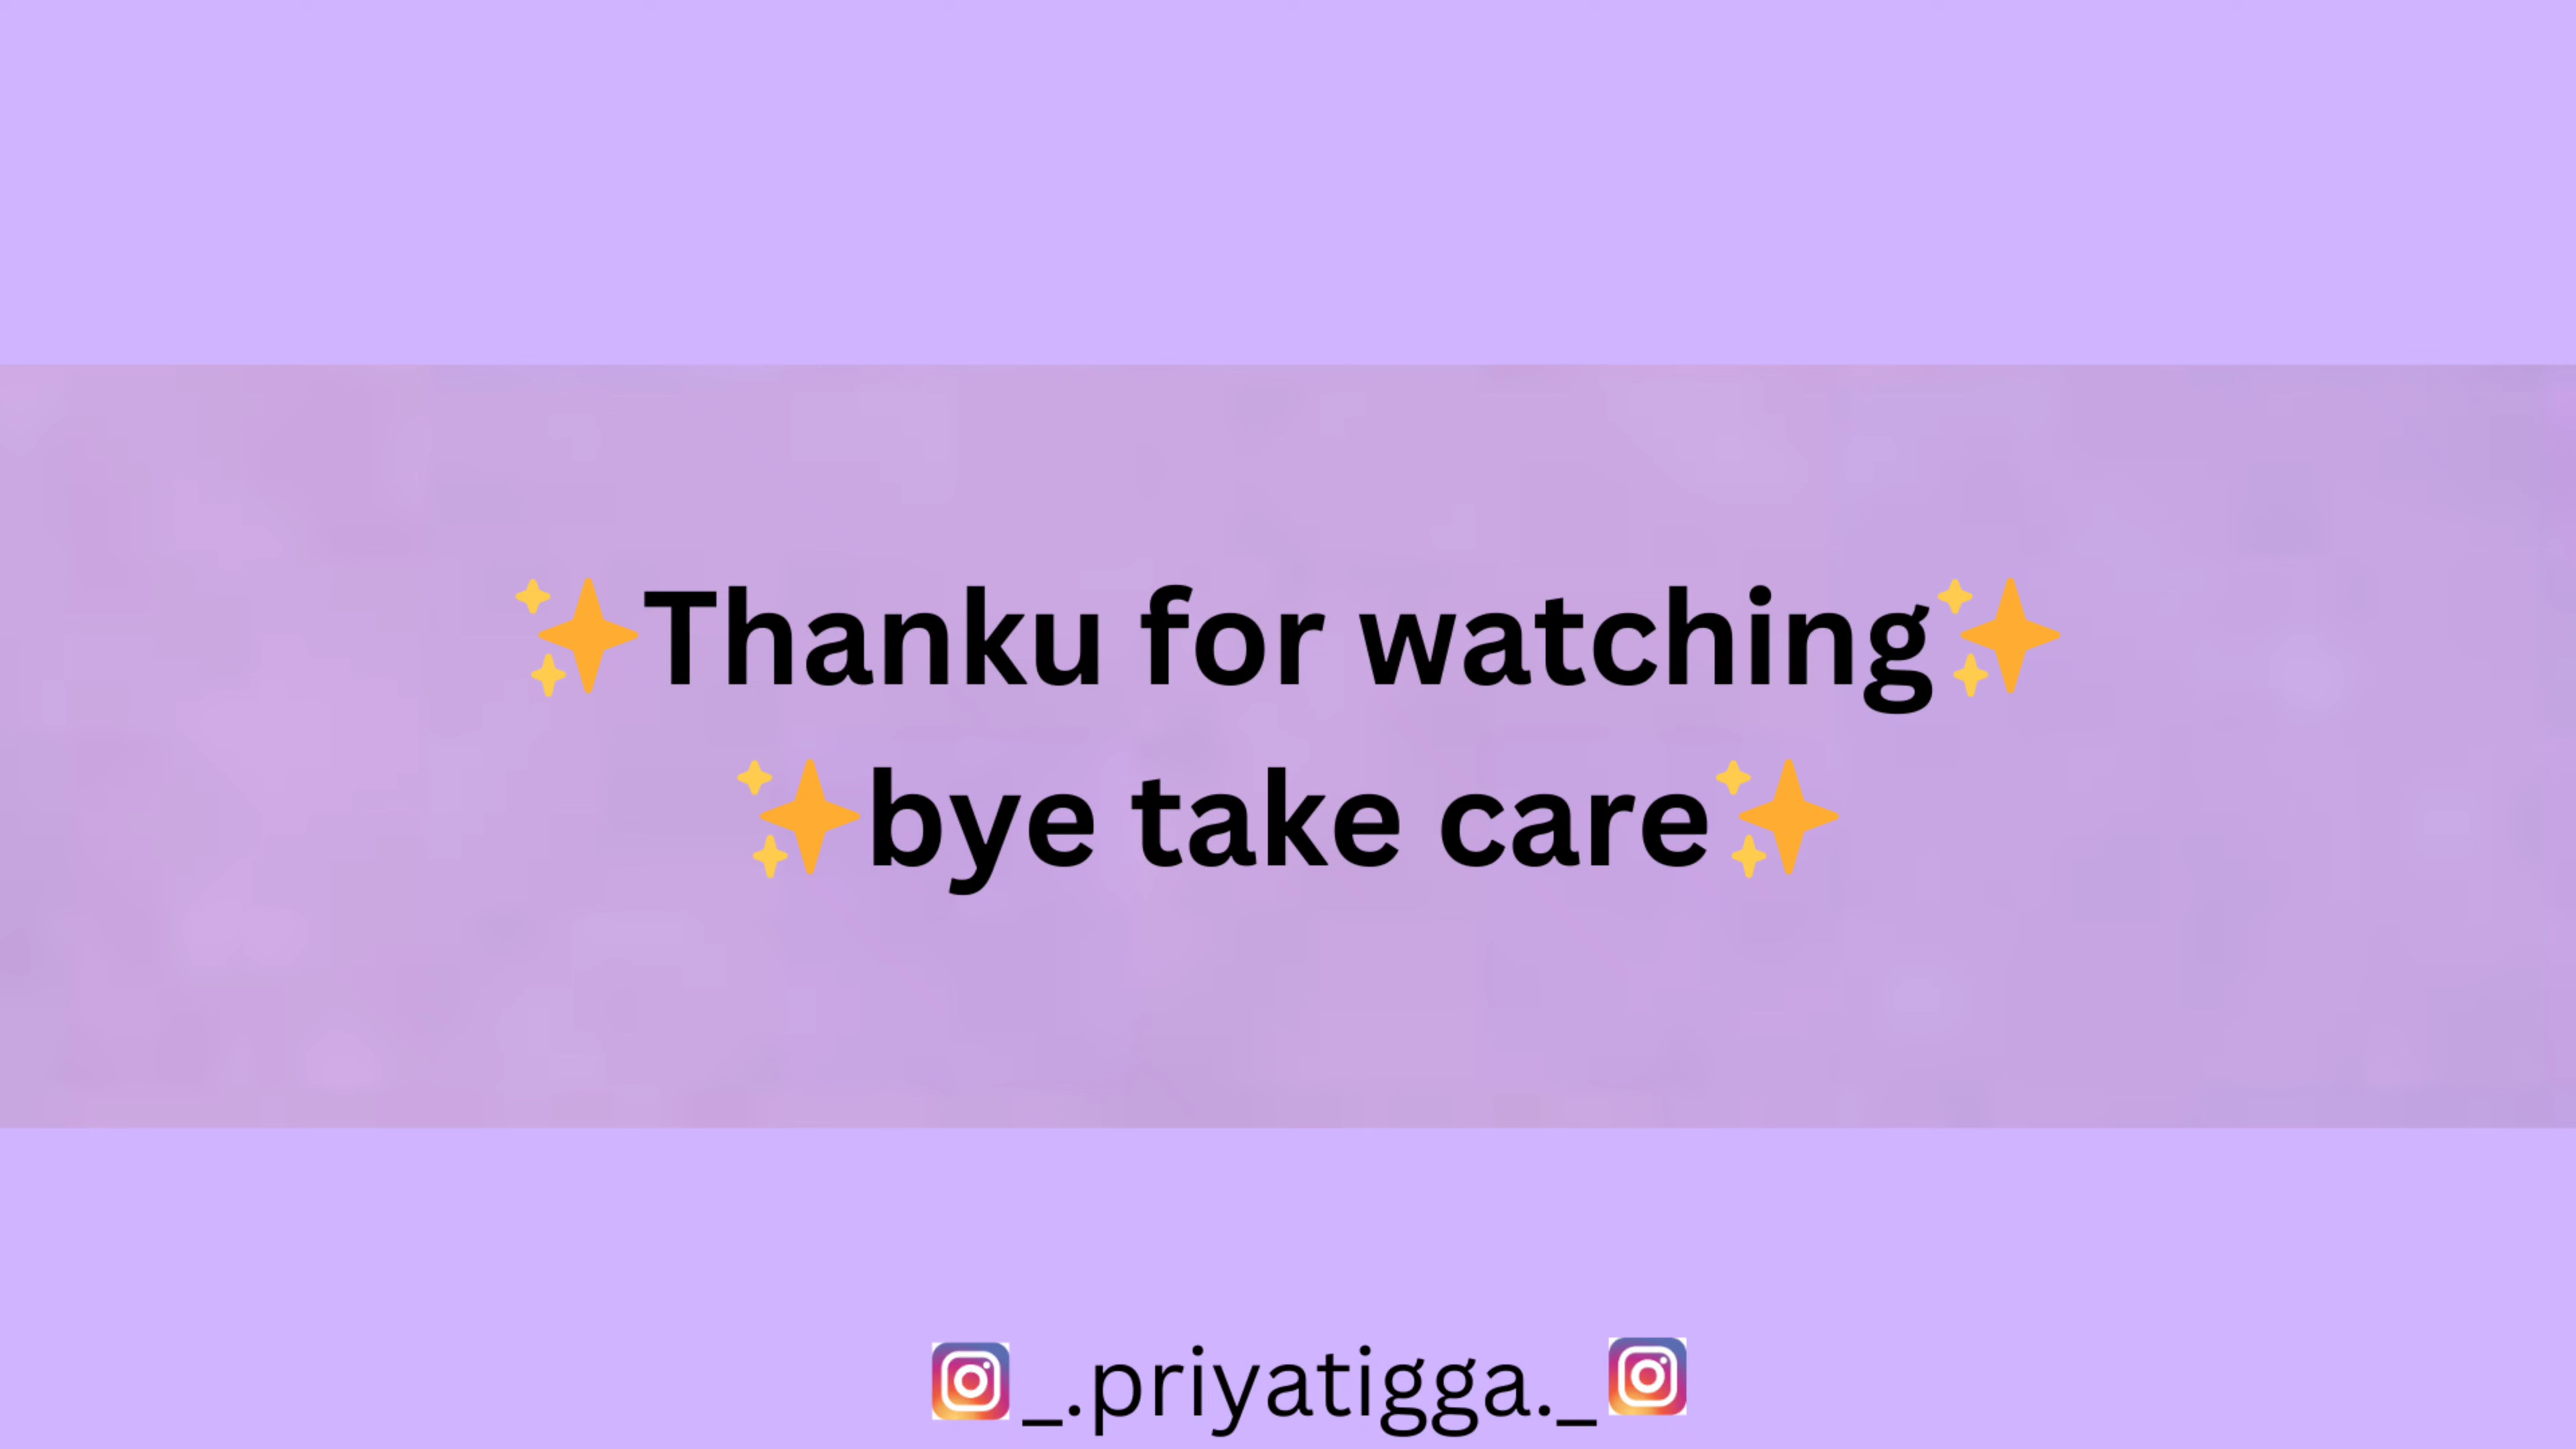 ✨Thanku for watching✨
✨bye take care✨
_.priyatigga._